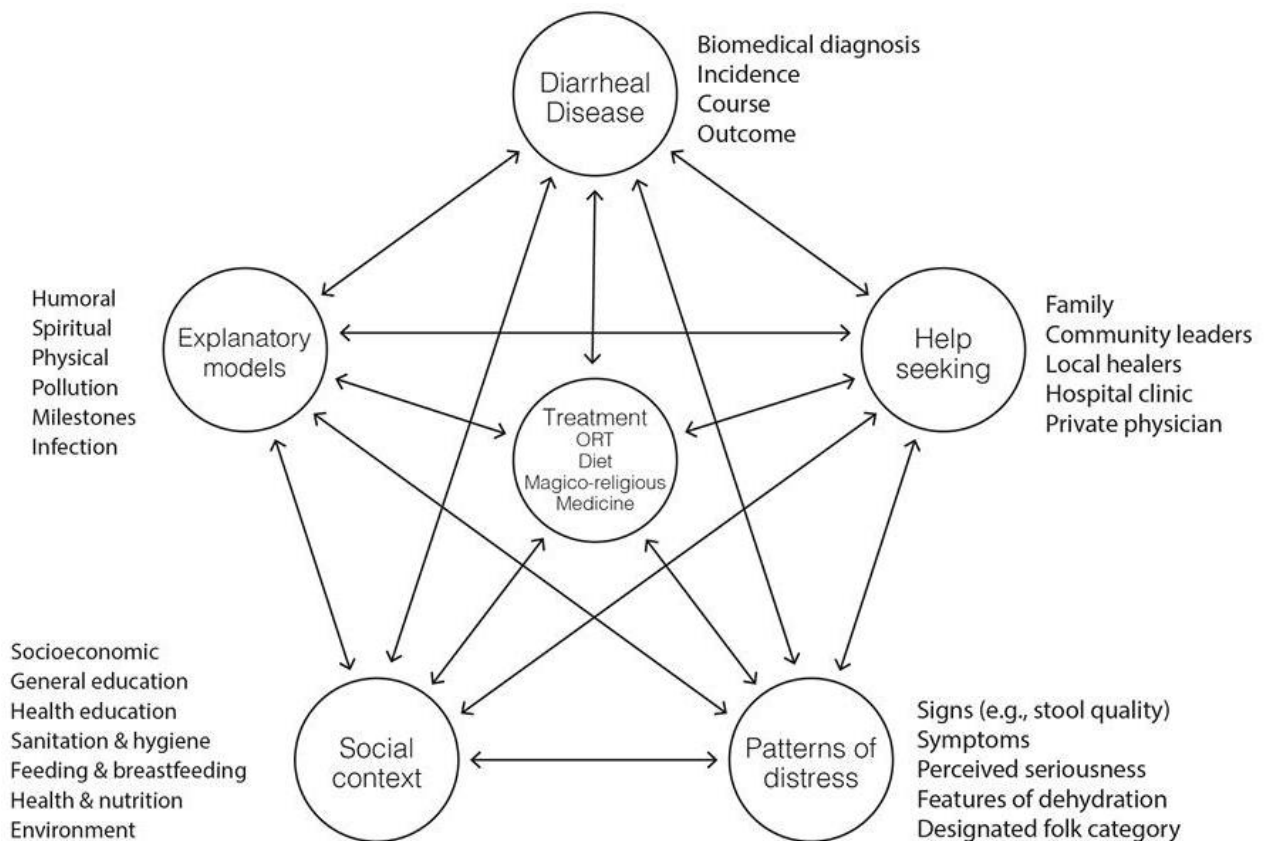 Diarrheal
Disease
Biomedical diagnosis
Incidence
Course
Outcome
Humoral
Spiritual
Physical
Pollution
Milestones
Infection
Explanatory
models
Help
seeking
Family
Community leaders
Local healers
Hospital clinic
Private physician
Treatment
ORT
Diet
Magico-religious
Medicine
Socioeconomic
General education
Health education
Sanitation & hygiene
Feeding & breastfeeding
Health & nutrition
Environment
Social
context
Patterns of
distress
Signs (e.g., stool quality)
Symptoms
Perceived seriousness
Features of dehydration
Designated folk category